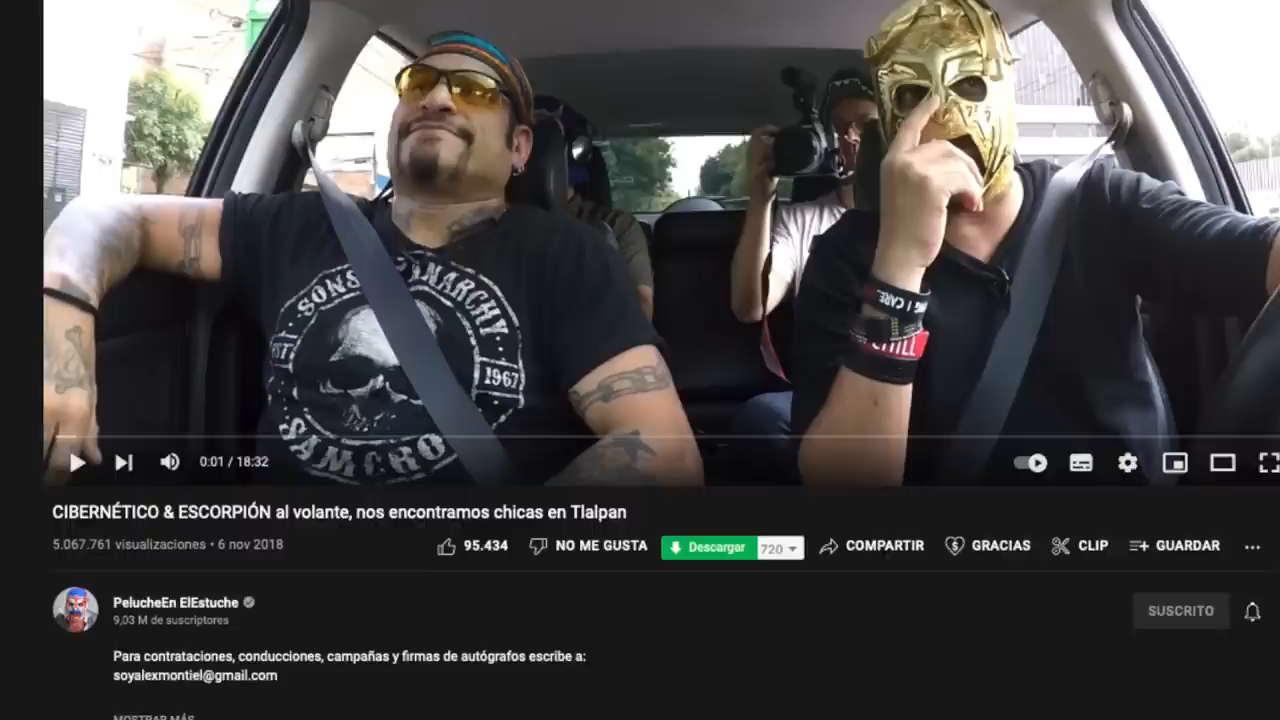 SONS ANARCHY
1967
SAMCRO
I CARE
CHILL
0:01 / 18:32
CIBERNÉTICO & ESCORPIÓN al volante, nos encontramos chicas en Tlalpan
5.067.761 visualizaciones • 6 nov 2018
95.434 NO ME GUSTA Descargar 720 COMPARTIR GRACIAS CLIP GUARDAR
PelucheEn ElEstuche
9,03 M de suscriptores
SUSCRITO
Para contrataciones, conducciones, campañas y firmas de autógrafos escribe a:
soyalexmontiel@gmail.com
MOSTRAR MÁS